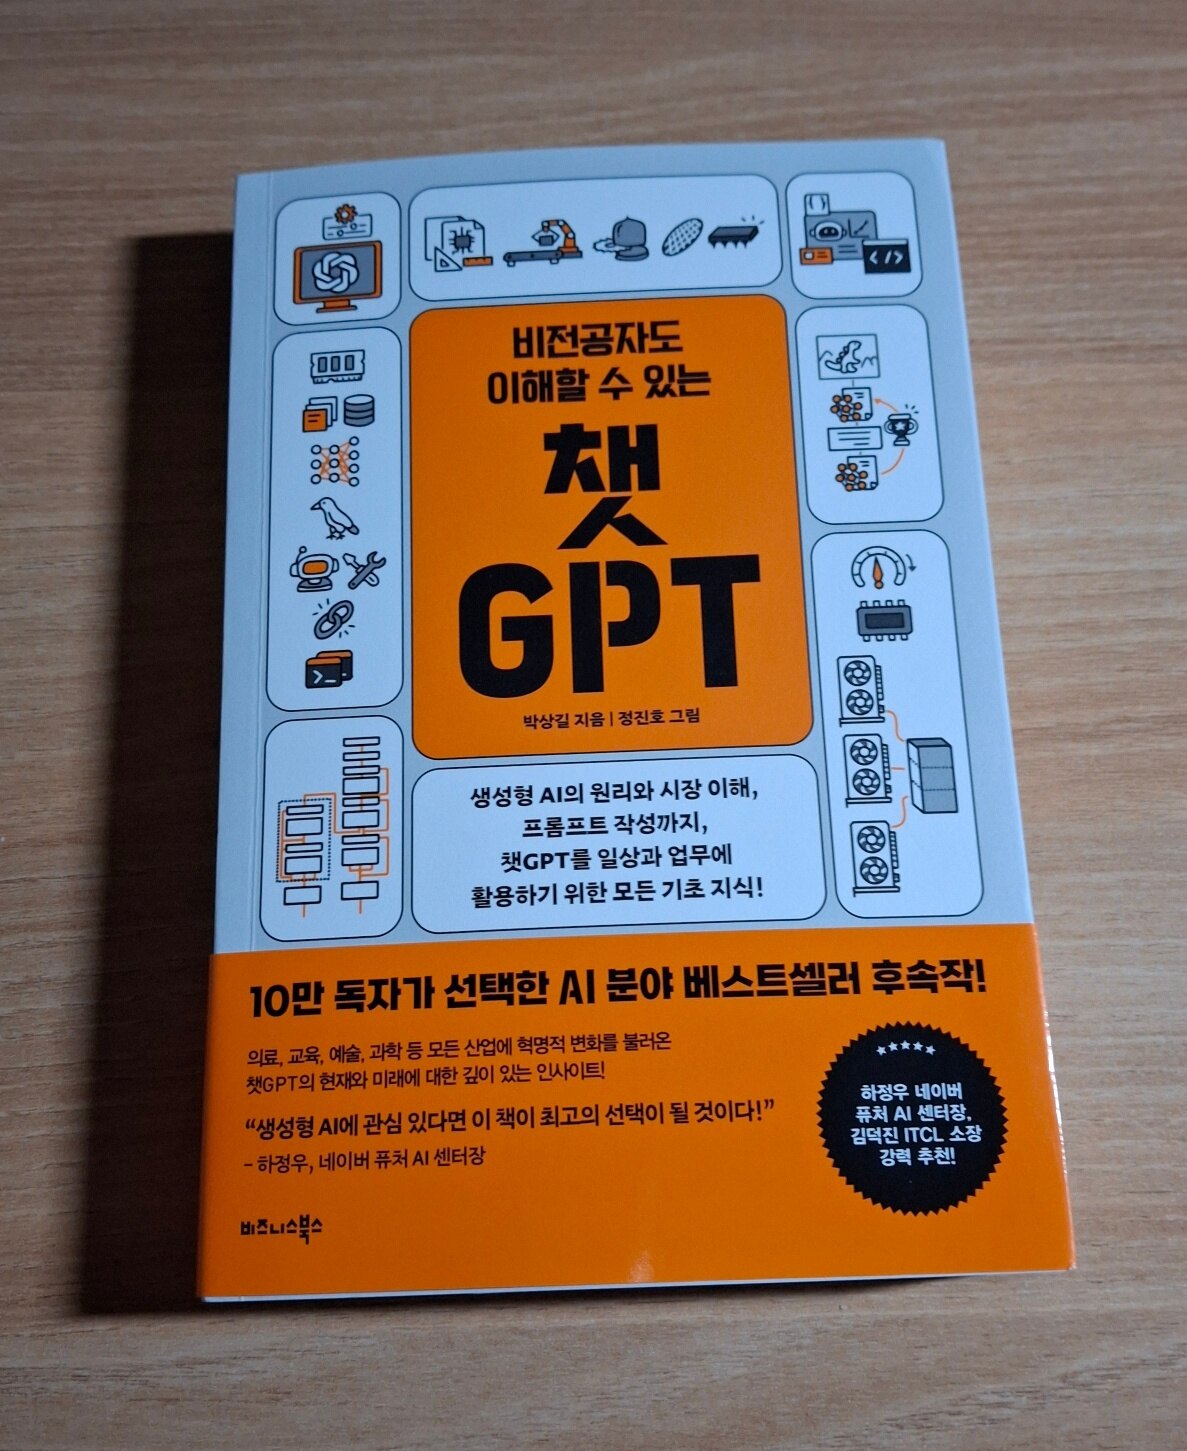 비전공자도
이해할 수 있는
챗
GPT
박상길 지음 | 정진호 그림
생성형 AI의 원리와 시장 이해,
프롬프트 작성까지,
챗GPT를 일상과 업무에
활용하기 위한 모든 기초 지식!
10만 독자가 선택한 AI 분야 베스트셀러 후속작!
의료, 교육, 예술, 과학 등 모든 산업에 혁명적 변화를 불러온
챗GPT의 현재와 미래에 대한 깊이 있는 인사이트!
“생성형 AI에 관심 있다면 이 책이 최고의 선택이 될 것이다!”
- 하정우, 네이버 퓨처 AI 센터장
하정우 네이버
퓨처 AI 센터장,
김덕진 ITCL 소장
강력 추천!
비즈니스북스